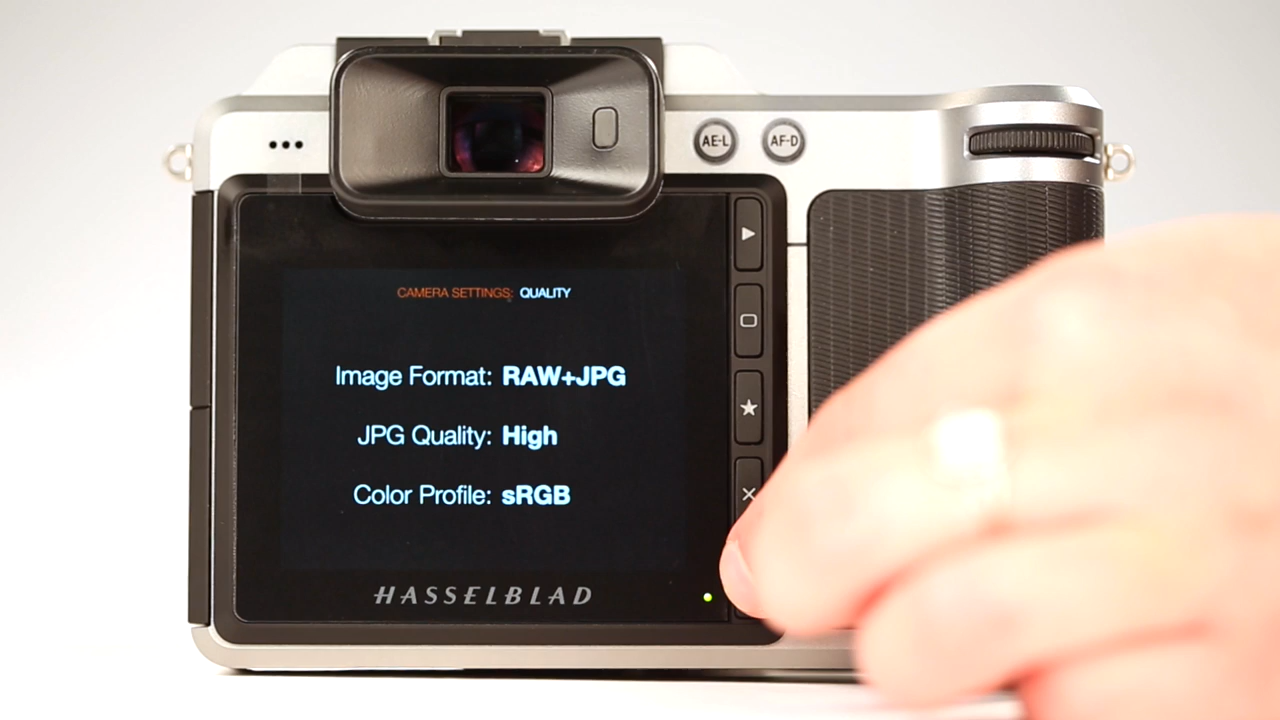 AE-L
AF-D
CAMERA SETTINGS: QUALITY
Image Format: RAW+JPG
JPG Quality: High
Color Profile: sRGB
HASSELBLAD